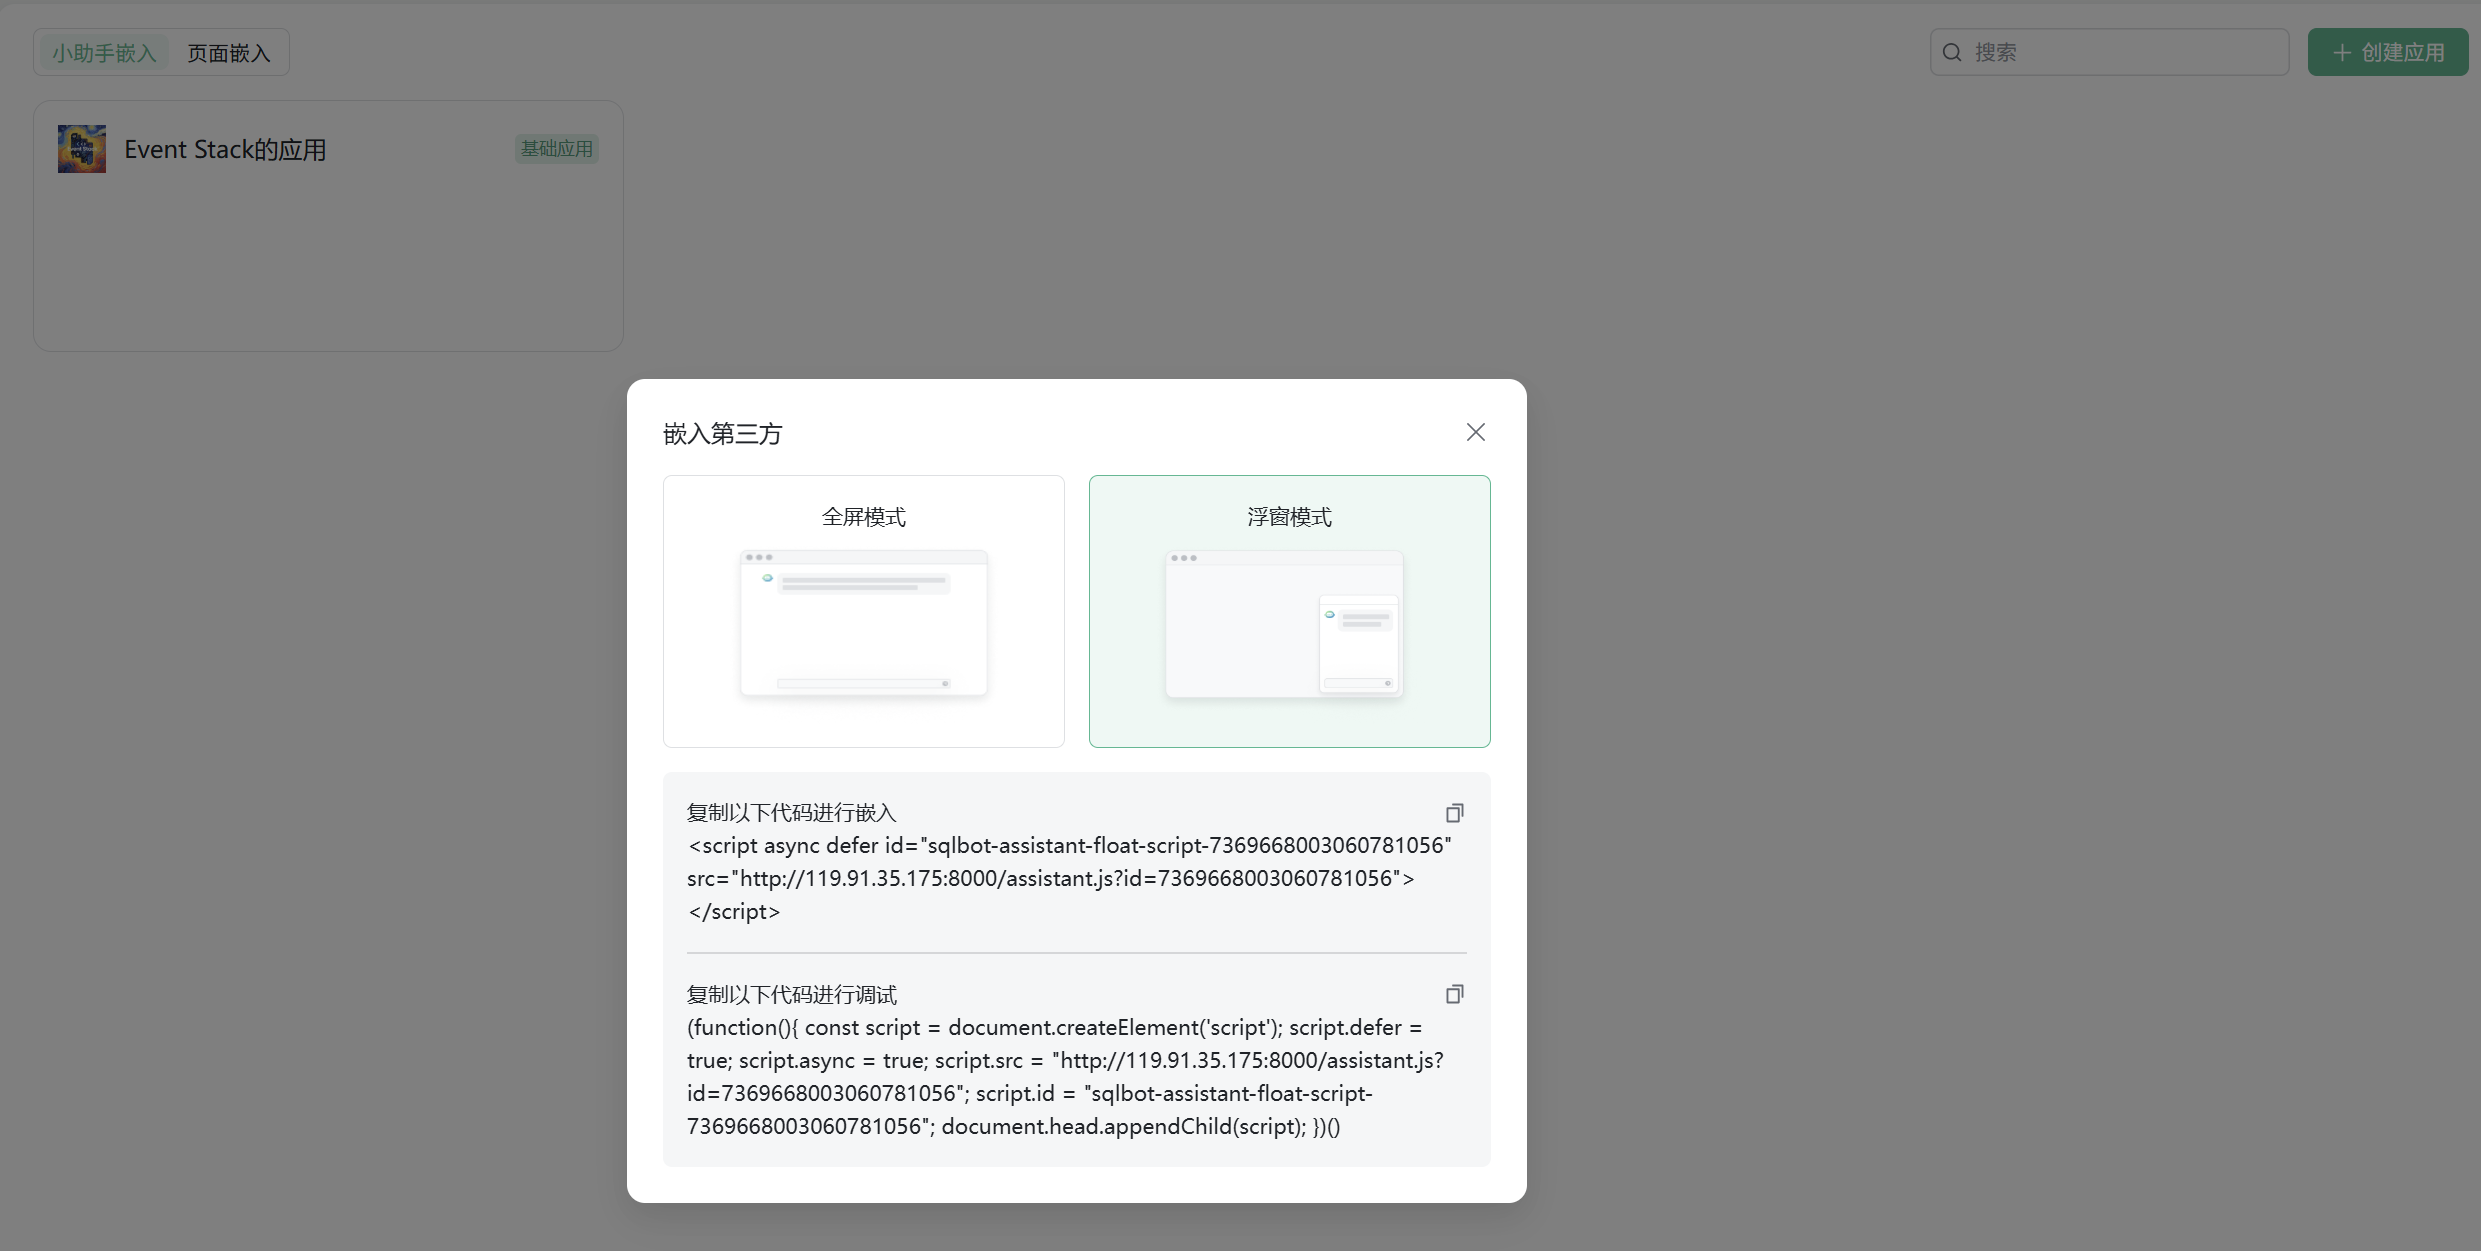 小助手嵌入 页面嵌入
搜索
创建应用
Event Stack的应用
基础应用
嵌入第三方
全屏模式
浮窗模式
复制以下代码进行嵌入
<script async defer id="sqlbot-assistant-float-script-7369668003060781056"
src="http://119.91.35.175:8000/assistant.js?id=7369668003060781056">
</script>
复制以下代码进行调试
(function(){ const script = document.createElement('script'); script.defer =
true; script.async = true; script.src = "http://119.91.35.175:8000/assistant.js?
id=7369668003060781056"; script.id = "sqlbot-assistant-float-script-
7369668003060781056"; document.head.appendChild(script); })()